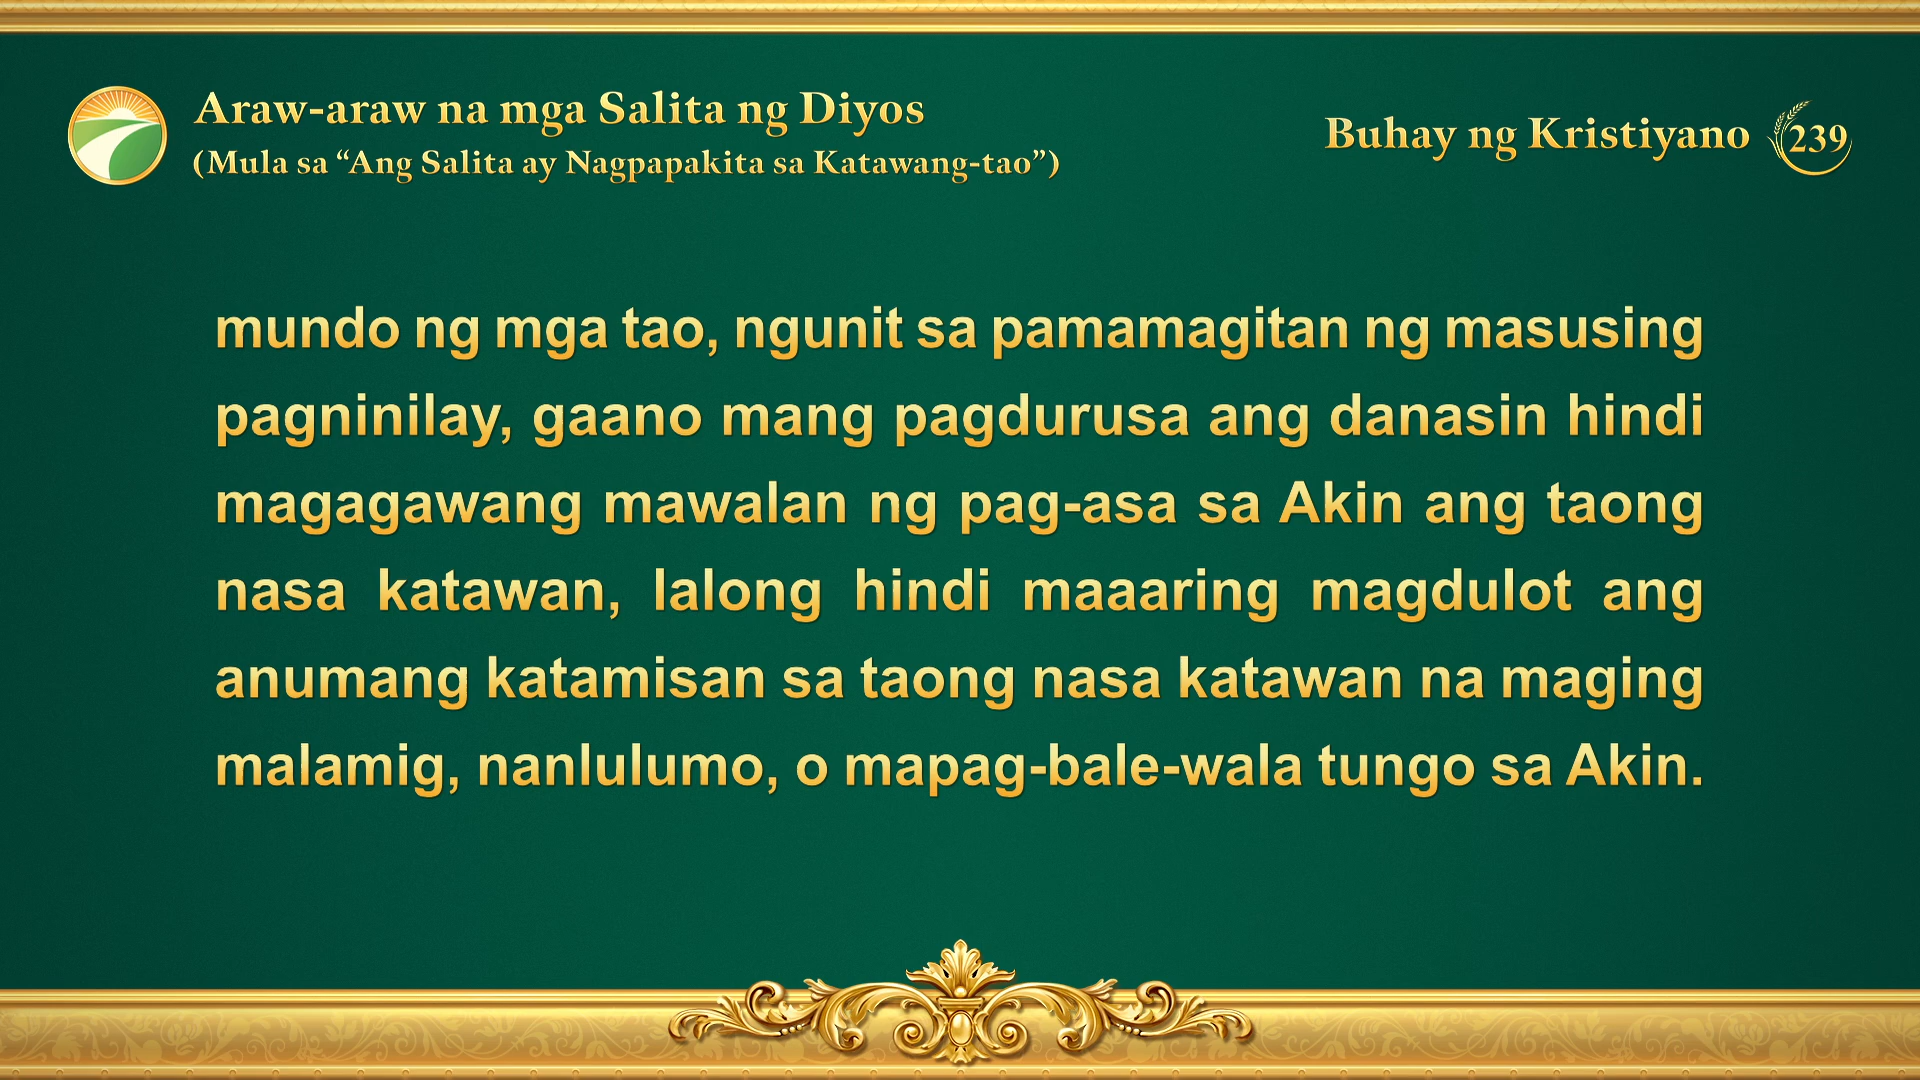 Araw-araw na mga Salita ng Diyos
(Mula sa “Ang Salita ay Nagpapakita sa Katawang-tao”)
Buhay ng Kristiyano 239
mundo ng mga tao, ngunit sa pamamagitan ng masusing
pagninilay, gaano mang pagdurusa ang danasin hindi
magagawang mawalan ng pag-asa sa Akin ang taong
nasa katawan, lalong hindi maaaring magdulot ang
anumang katamisan sa taong nasa katawan na maging
malamig, nanlulumo, o mapag-bale-wala tungo sa Akin.